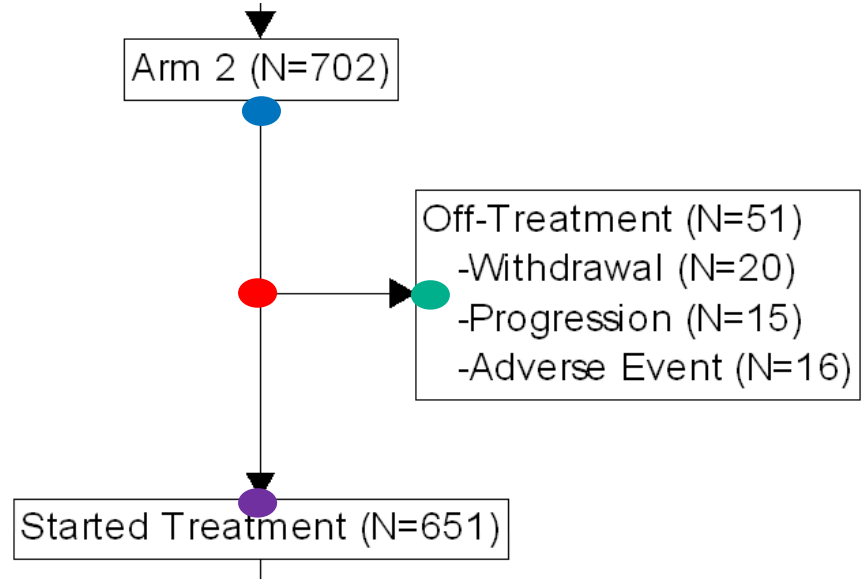 Arm 2 (N=702)
Off-Treatment (N=51)
-Withdrawal (N=20)
-Progression (N=15)
-Adverse Event (N=16)
Started Treatment (N=651)